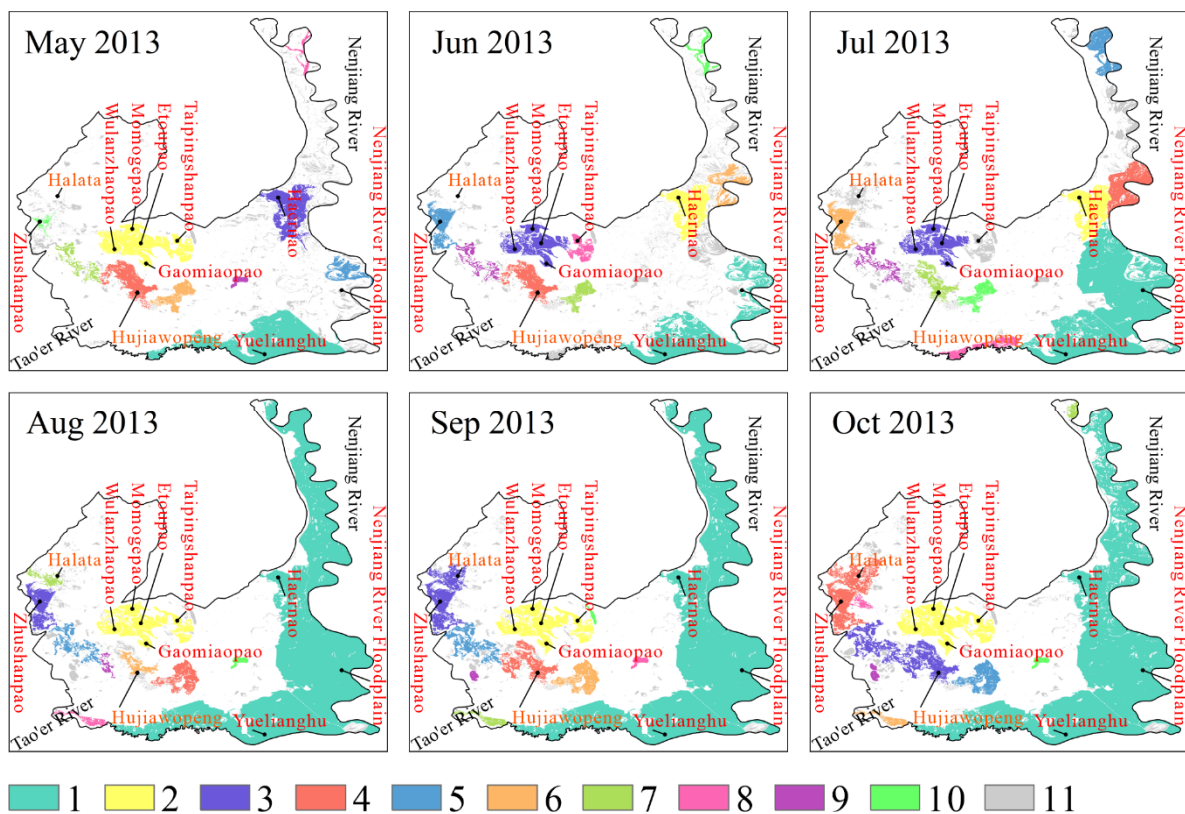 May 2013
Nenjiang River
Taipingshanpao
Etoupao
Momogepao
Wulanzhaopao
Nenjiang River Floodplain
Halata
Haernao
Zhushanpao
Gaomiaopao
Tao'er River
Hujiawopeng
Yuelianghu
Jun 2013
Nenjiang River
Taipingshanpao
Etoupao
Momogepao
Wulanzhaopao
Nenjiang River Floodplain
Halata
Haernao
Zhushanpao
Gaomiaopao
Tao'er River
Hujiawopeng
Yuelianghu
Jul 2013
Nenjiang River
Taipingshanpao
Etoupao
Momogepao
Wulanzhaopao
Nenjiang River Floodplain
Halata
Haernao
Zhushanpao
Gaomiaopao
Tao'er River
Hujiawopeng
Yuelianghu
Aug 2013
Nenjiang River
Taipingshanpao
Etoupao
Momogepao
Wulanzhaopao
Nenjiang River Floodplain
Halata
Haernao
Zhushanpao
Gaomiaopao
Tao'er River
Hujiawopeng
Yuelianghu
Sep 2013
Nenjiang River
Taipingshanpao
Etoupao
Momogepao
Wulanzhaopao
Nenjiang River Floodplain
Halata
Haernao
Zhushanpao
Gaomiaopao
Tao'er River
Hujiawopeng
Yuelianghu
Oct 2013
Nenjiang River
Taipingshanpao
Etoupao
Momogepao
Wulanzhaopao
Nenjiang River Floodplain
Halata
Haernao
Zhushanpao
Gaomiaopao
Tao'er River
Hujiawopeng
Yuelianghu
1 2 3 4 5 6 7 8 9 10 11